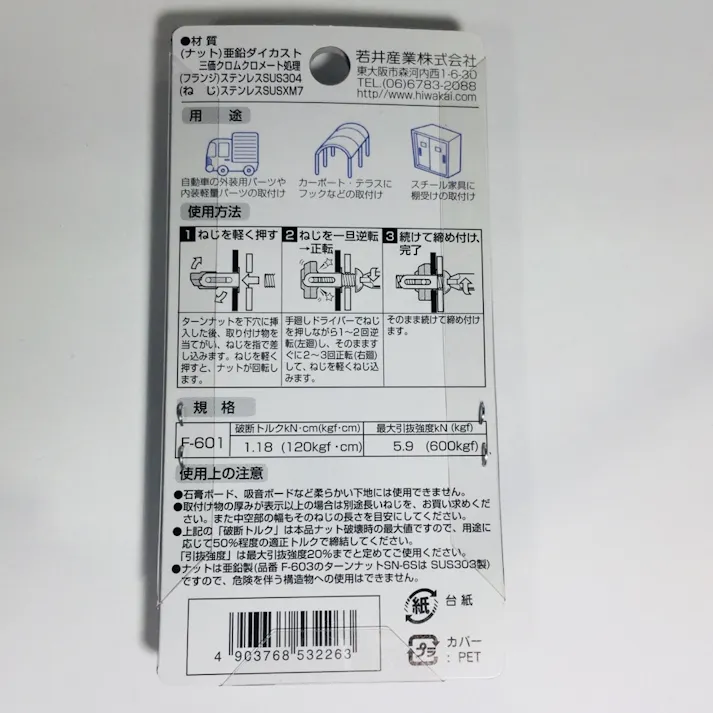 ●材質
(ナット)亜鉛ダイカスト
三価クロムクロメート処理
(フランジ)ステンレスSUS304
(ねじ)ステンレスSUSXM7
若井産業株式会社
東大阪市森河内西1-6-30
TEL.(06)6783-2088
http//www.hiwakai.com/
用途
自動車の外装用パーツや
内装軽量パーツの取付け
カーポート・テラスに
フックなどの取付け
スチール家具に
棚受けの取付け
使用方法
1 ねじを軽く押す
ターンナットを下穴に挿
入した後、取り付け物を
当てがい、ねじを指で差
し込みます。ねじを軽く
押すと、ナットが回転し
ます。
2 ねじを一旦逆転
→正転
手廻しドライバーでねじ
を押しながら1〜2回逆
転(左廻)し、そのまます
ぐに2〜3回正転(右廻)
して、ねじを軽くねじ込
みます。
3 続けて締め付け、
完了
そのまま続けて締め付け
ます。
規格
破断トルクkN・cm(kgf・cm) 最大引抜強度kN (kgf)
F-601 1.18 (120kgf・cm) 5.9 (600kgf)
使用上の注意
●石膏ボード、吸音ボードなど柔らかい下地には使用できません。
●取付け物の厚みが表示以上の場合は別途長いねじを、お買い求めくだ
さい。また中空部の幅もそのねじの長さを目安にしてください。
●上記の「破断トルク」は本品ナット破壊時の最大値ですので、用途に
応じて50%程度の適正トルクで締結してください。
「引抜強度」は最大引抜強度20%までと定めてご使用ください。
●ナットは亜鉛製(品番 F-603のターンナットSN-6Sは SUS303製)
ですので、危険を伴う構造物への使用はできません。
4 903768 532263
紙 台紙
プラ カバー
: PET